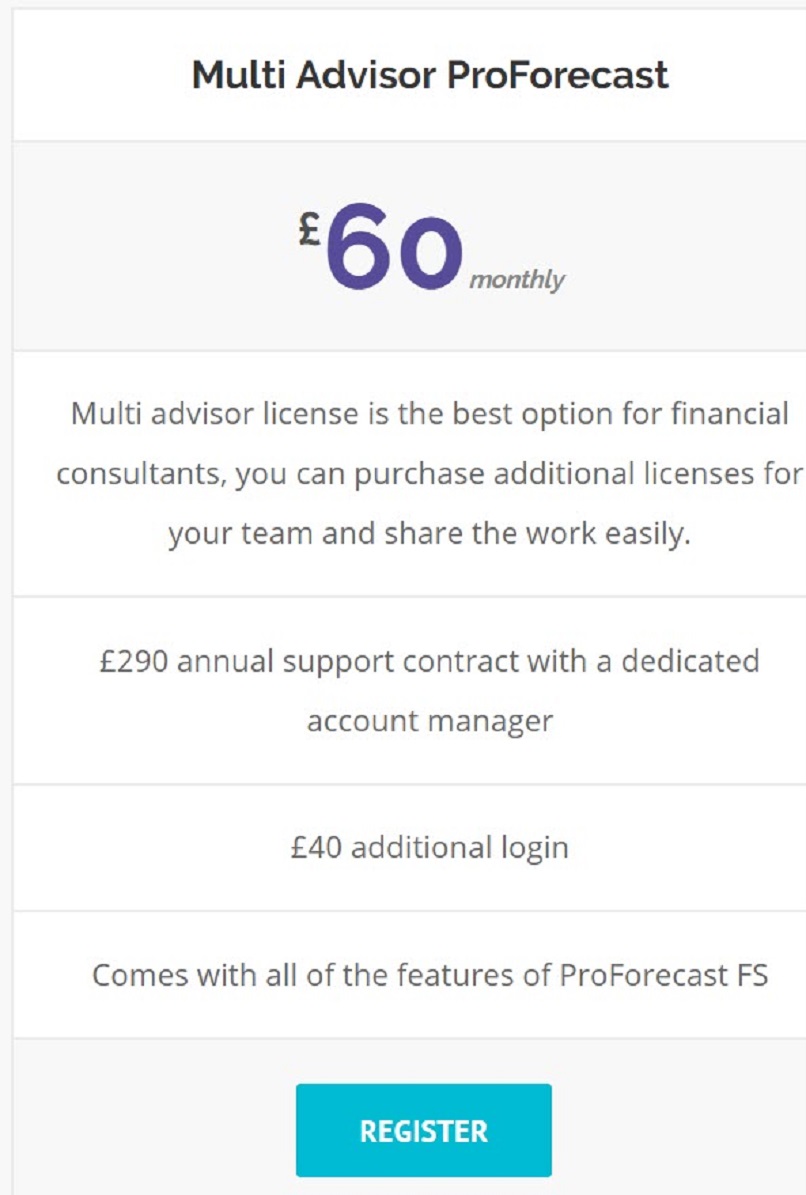 Multi Advisor ProForecast
£60 monthly
Multi advisor license is the best option for financial
consultants, you can purchase additional licenses for
your team and share the work easily.
£290 annual support contract with a dedicated
account manager
£40 additional login
Comes with all of the features of ProForecast FS
REGISTER